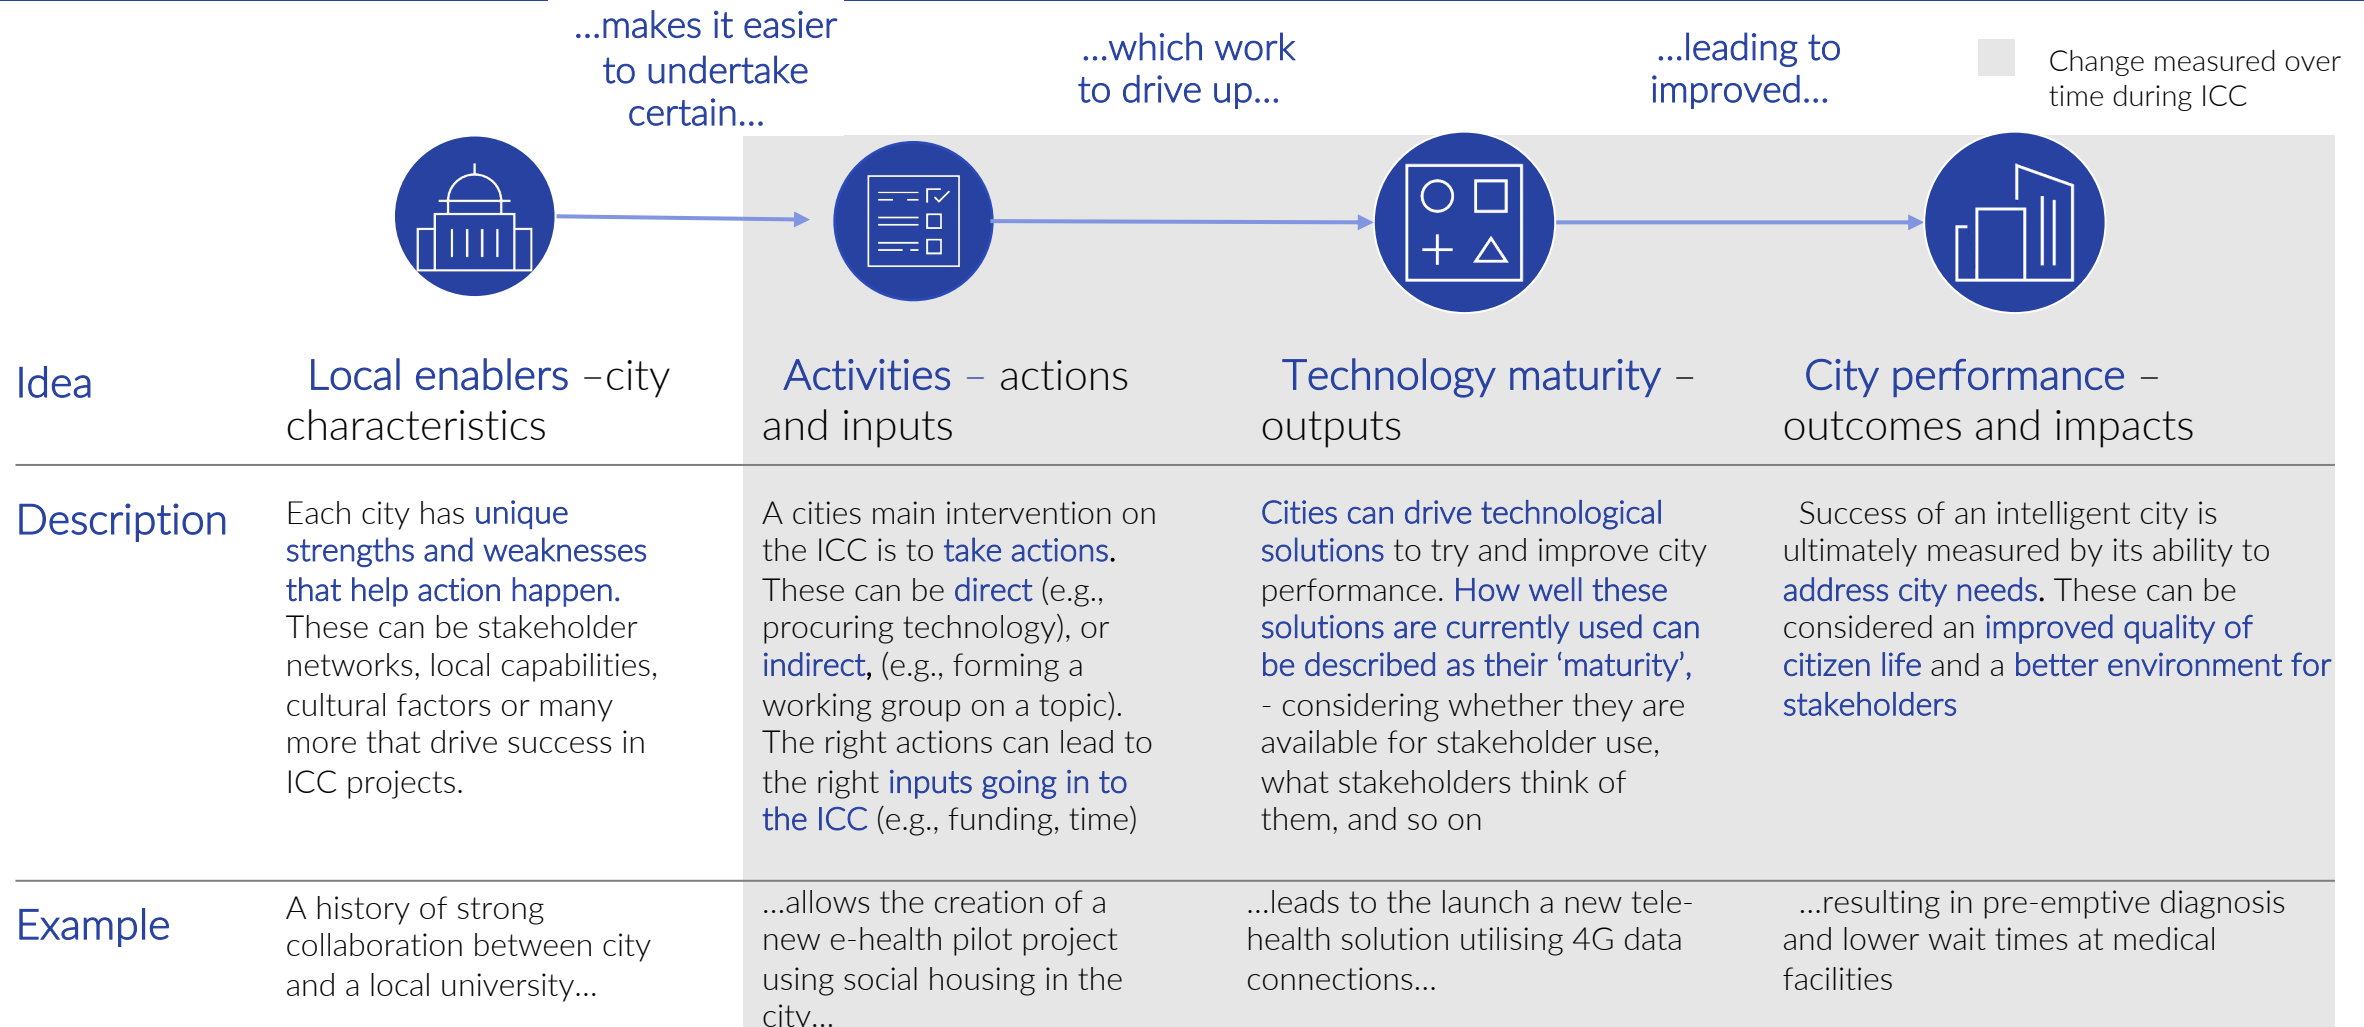 ...makes it easier
to undertake
certain...
...which work
to drive up...
...leading to
improved...
Change measured over
time during ICC
Idea
Local enablers –city
characteristics
Activities – actions
and inputs
Technology maturity –
outputs
City performance –
outcomes and impacts
Description
Each city has unique
strengths and weaknesses
that help action happen.
These can be stakeholder
networks, local capabilities,
cultural factors or many
more that drive success in
ICC projects.
A cities main intervention on
the ICC is to take actions.
These can be direct (e.g.,
procuring technology), or
indirect, (e.g., forming a
working group on a topic).
The right actions can lead to
the right inputs going in to
the ICC (e.g., funding, time)
Cities can drive technological
solutions to try and improve city
performance. How well these
solutions are currently used can
be described as their ‘maturity’,
- considering whether they are
available for stakeholder use,
what stakeholders think of
them, and so on
Success of an intelligent city is
ultimately measured by its ability to
address city needs. These can be
considered an improved quality of
citizen life and a better environment for
stakeholders
Example
A history of strong
collaboration between city
and a local university...
...allows the creation of a
new e-health pilot project
using social housing in the
city...
...leads to the launch a new tele-
health solution utilising 4G data
connections...
...resulting in pre-emptive diagnosis
and lower wait times at medical
facilities